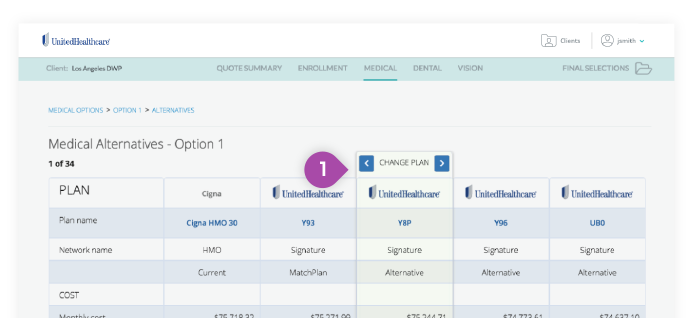 UnitedHealthcare
Clients
jsmith
Client: Los Angeles DWP
QUOTE SUMMARY ENROLLMENT MEDICAL DENTAL VISION FINAL SELECTIONS
MEDICAL OPTIONS > OPTION 1 > ALTERNATIVES
Medical Alternatives - Option 1
1 of 34
1
< CHANGE PLAN >
PLAN Cigna UnitedHealthcare UnitedHealthcare UnitedHealthcare UnitedHealthcare
Plan name Cigna HMO 30 Y93 Y8P Y96 UB0
Network name HMO Signature Signature Signature Signature
Current MatchPlan Alternative Alternative Alternative
COST
Monthly cost $75,718.32 $75,271.99 $75,244.71 $74,773.61 $74,637.10